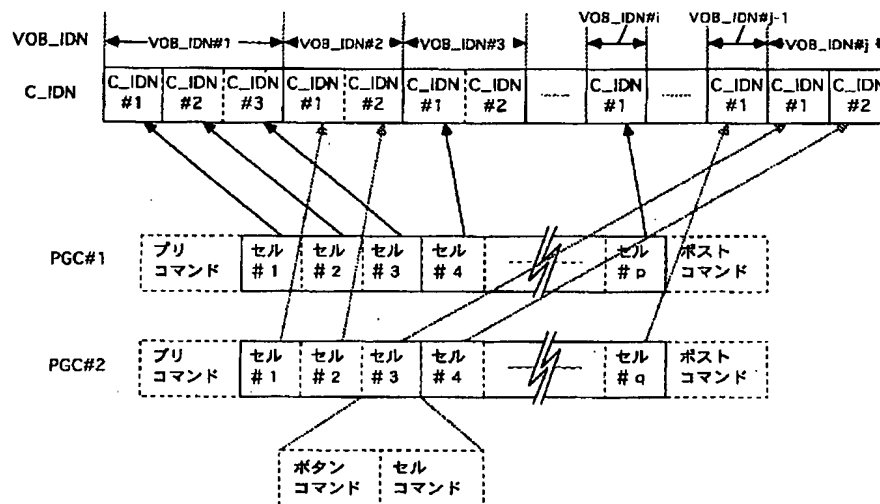 VOB_IDN
VOB_IDN#1
VOB_IDN#2
VOB_IDN#3
VOB_IDN#i
VOB_IDN#j-1
VOB_IDN#j
C_IDN
C_IDN
#1
C_IDN
#2
C_IDN
#3
C_IDN
#1
C_IDN
#2
C_IDN
#1
C_IDN
#2
C_IDN
#1
C_IDN
#1
C_IDN
#1
C_IDN
#2
PGC#1
プリ
コマンド
セル
#1
セル
#2
セル
#3
セル
#4
セル
#p
ポスト
コマンド
PGC#2
プリ
コマンド
セル
#1
セル
#2
セル
#3
セル
#4
セル
#q
ポスト
コマンド
ボタン
コマンド
セル
コマンド